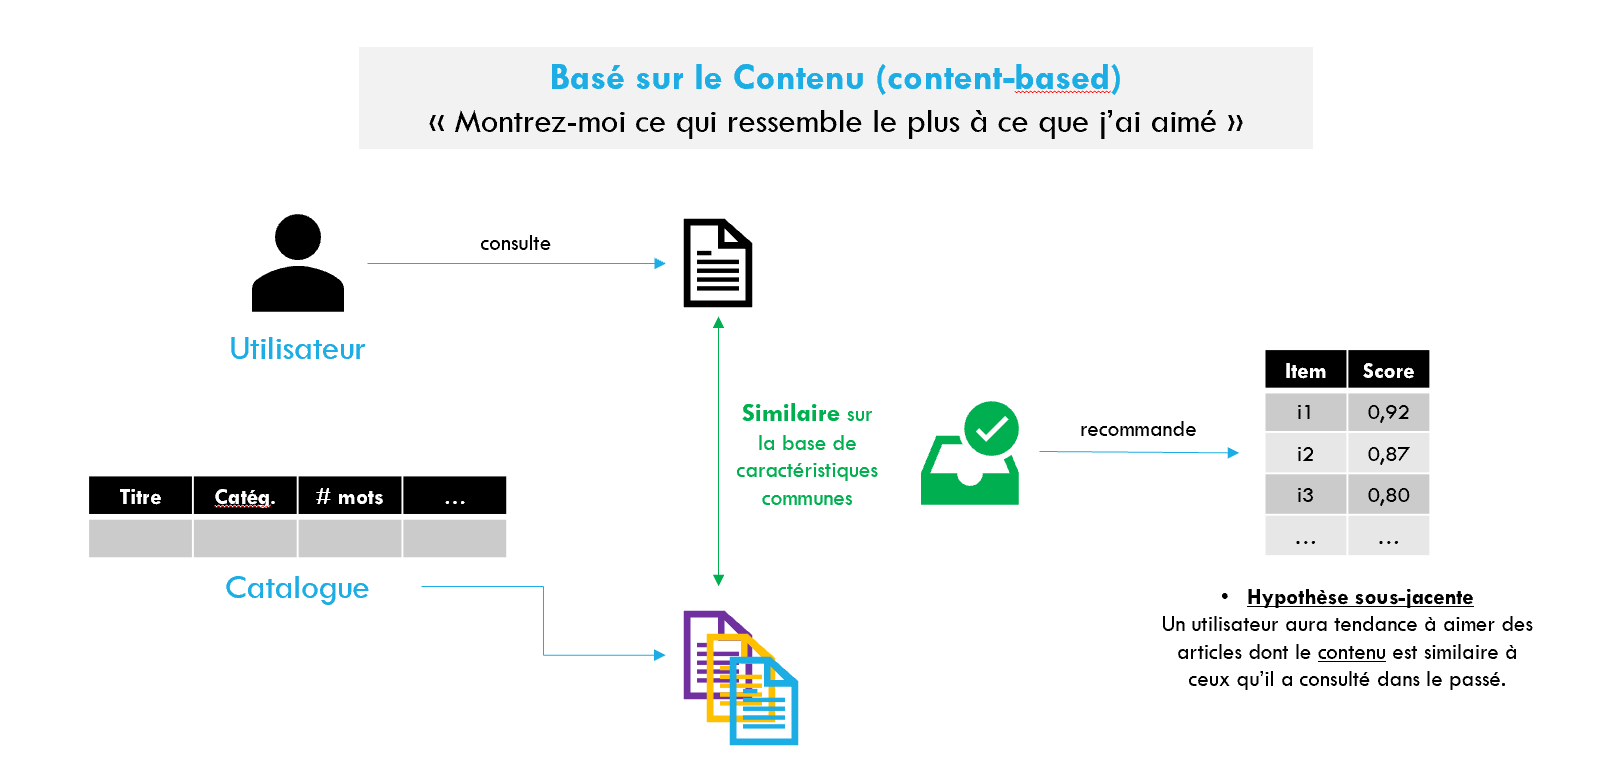 Basé sur le Contenu (content-based)
« Montrez-moi ce qui ressemble le plus à ce que j’ai aimé »
consulte
Utilisateur
Similaire sur
la base de
caractéristiques
communes
recommande
Item Score
i1 0,92
i2 0,87
i3 0,80
... ...
Titre Catég. # mots ...
Catalogue
• Hypothèse sous-jacente
Un utilisateur aura tendance à aimer des
articles dont le contenu est similaire à
ceux qu’il a consulté dans le passé.